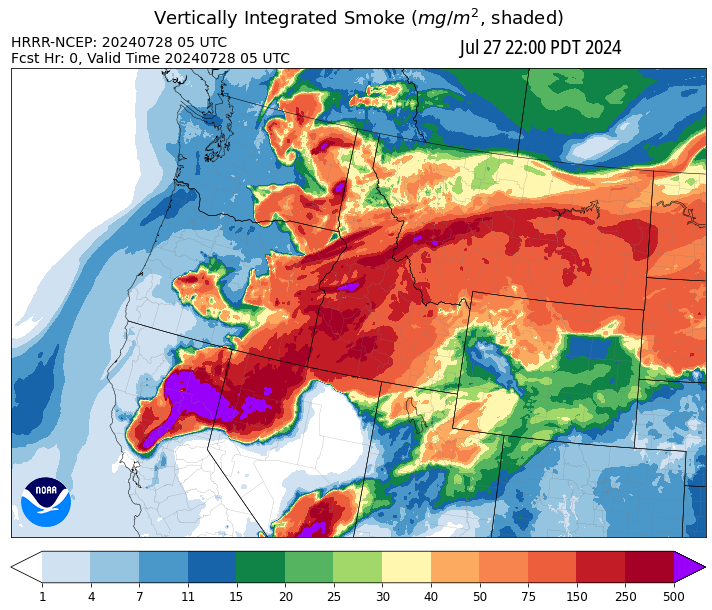 Vertically Integrated Smoke (mg/m², shaded)
HRRR-NCEP: 20240728 05 UTC
Jul 27 22:00 PDT 2024
Fcst Hr: 0, Valid Time 20240728 05 UTC
NOAA
1 4 7 11 15 20 25 30 40 50 75 150 250 500